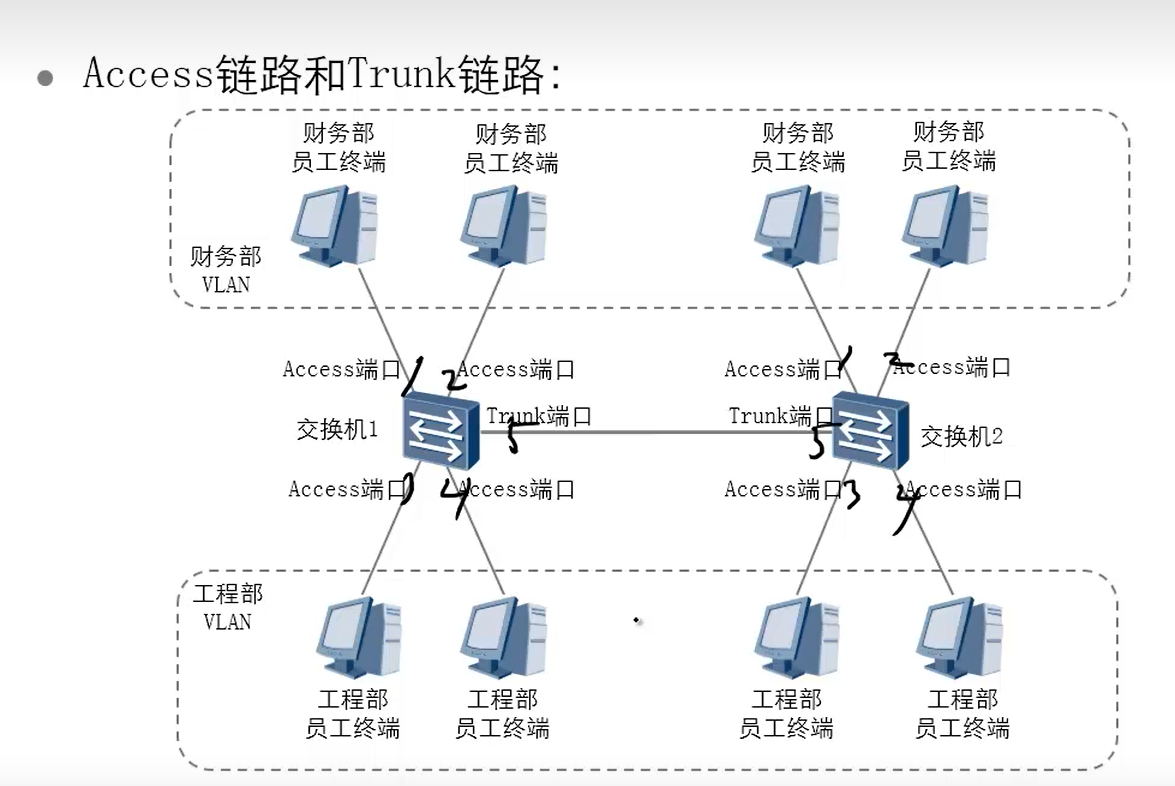 Access链路和Trunk链路：
财务部
员工终端
财务部
员工终端
财务部
员工终端
财务部
员工终端
财务部
VLAN
Access端口
1
2
Access端口
Access端口
1
2
Access端口
交换机1
Trunk端口
5
Trunk端口
5
交换机2
Access端口
4
Access端口
Access端口
3
4
Access端口
工程部
VLAN
工程部
员工终端
工程部
员工终端
工程部
员工终端
工程部
员工终端